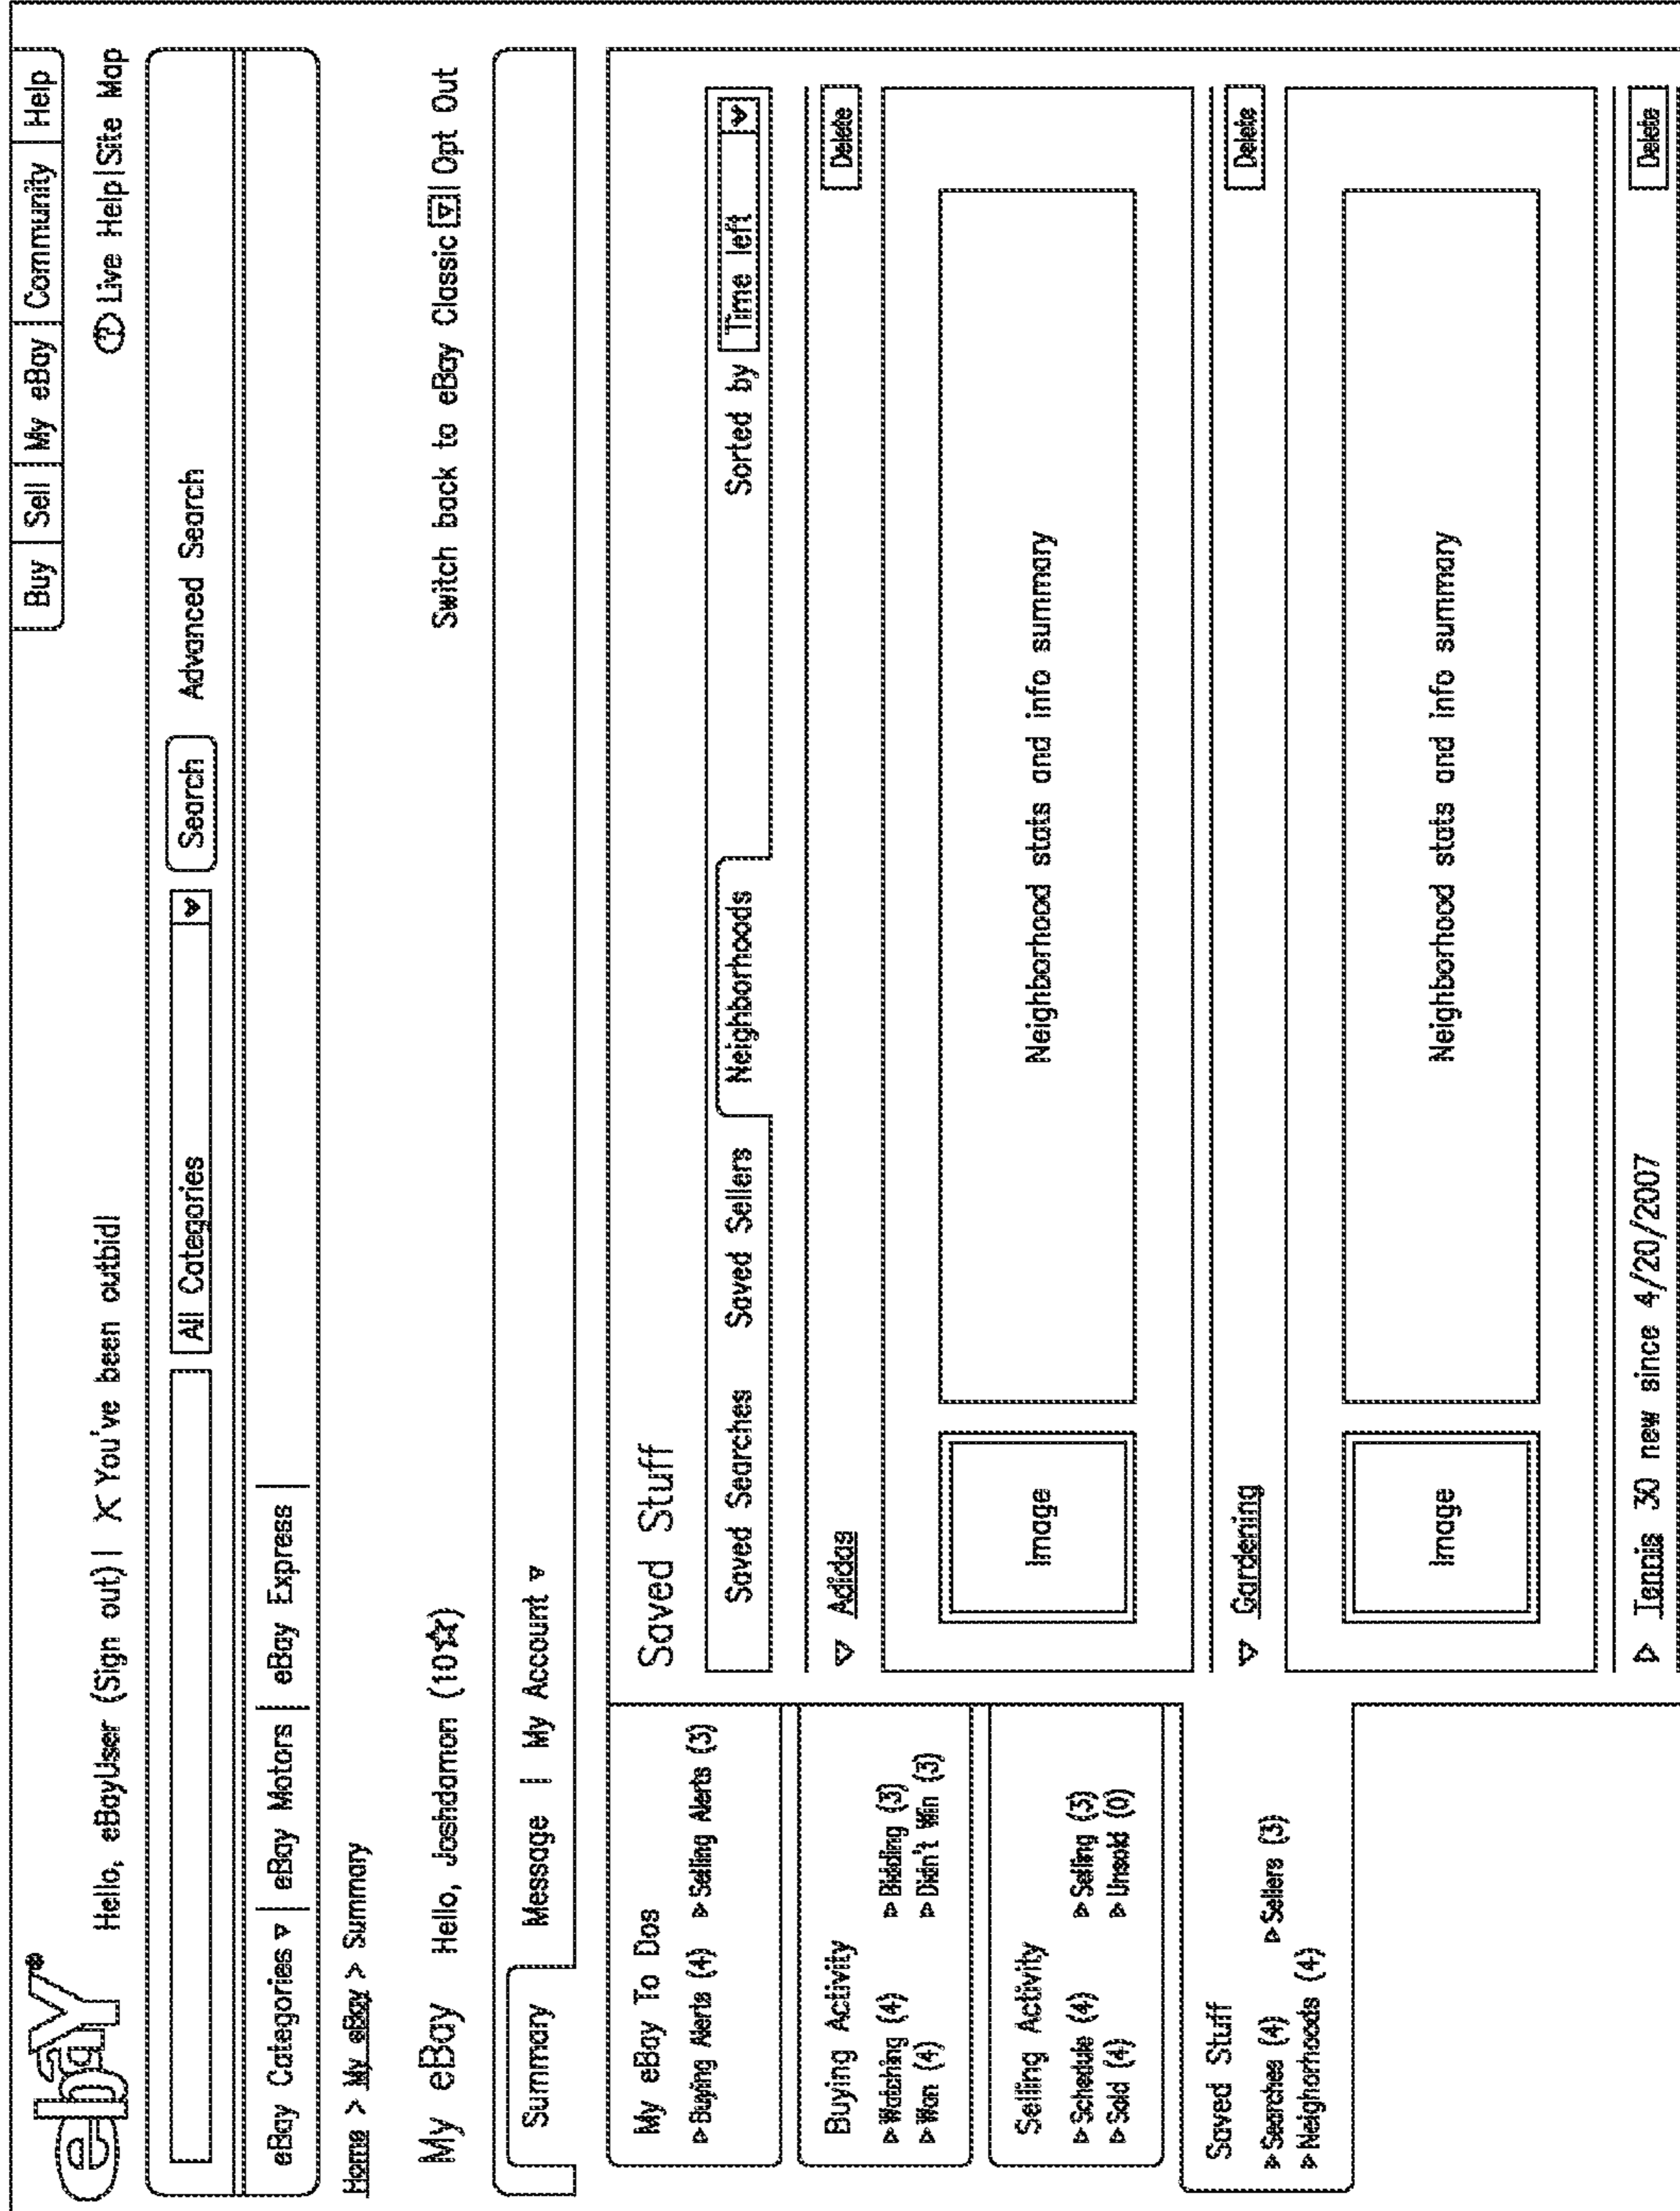 Buy | Sell | My eBay | Community | Help
ebaY®
Hello, eBayUser (Sign out) | X You've been outbid! ? Live Help|Site Map
All Categories Search Advanced Search
eBay Categories ▿ | eBay Motors | eBay Express |
Home > My eBay > Summary
My eBay Hello, Joshdamon (10☆) Switch back to eBay Classic ▽| Opt Out
Summary Message | My Account ▿
My eBay To Dos
▹Buying Alerts (4) ▹Selling Alerts (3)
Buying Activity
▹Watching (4) ▹Bidding (3)
▹Won (4) ▹Didn't Win (3)
Selling Activity
▹Schedule (4) ▹Selling (3)
▹Sold (4) ▹Unsold (0)
Saved Stuff
▹Searches (4) ▹Sellers (3)
▹Neighorhoods (4)
Saved Stuff
Saved Searches Saved Sellers Neighborhoods Sorted by Time left
▽ Adidas Delete
Image Neighborhood stats and info summary
▽ Gardening Delete
Image Neighborhood stats and info summary
▷ Tennis 30 new since 4/20/2007 Delete